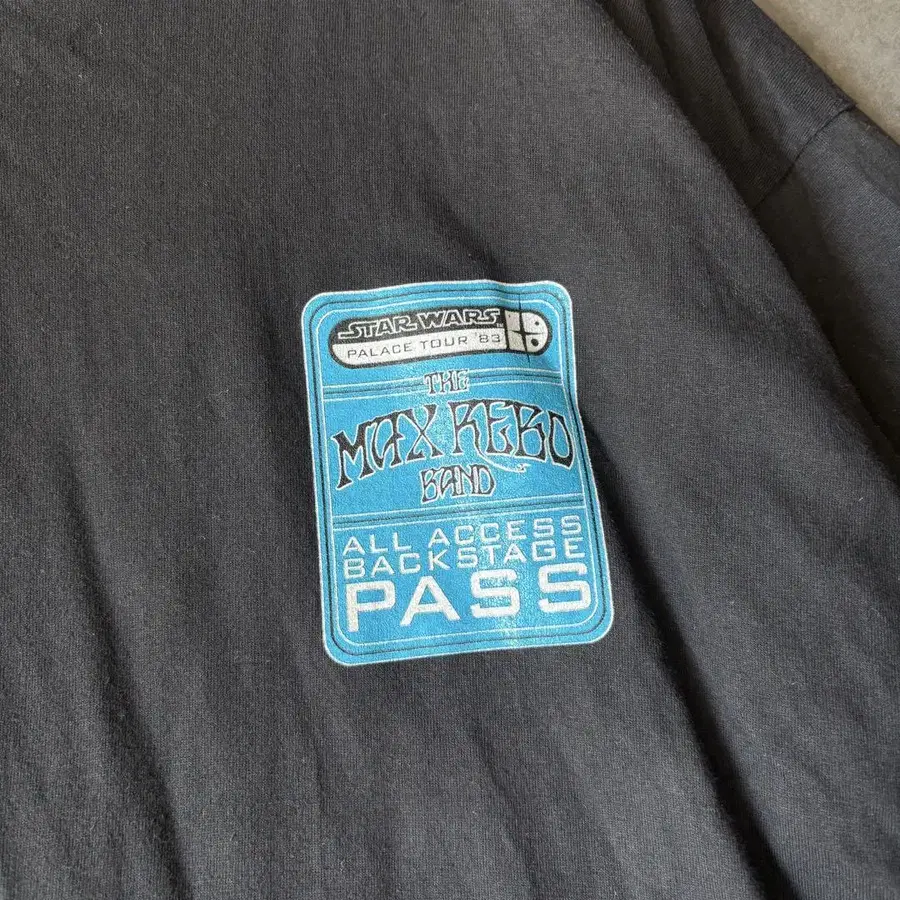 STAR WARS
PALACE TOUR '83
THE
MAX REBO
BAND
ALL ACCESS
BACKSTAGE
PASS